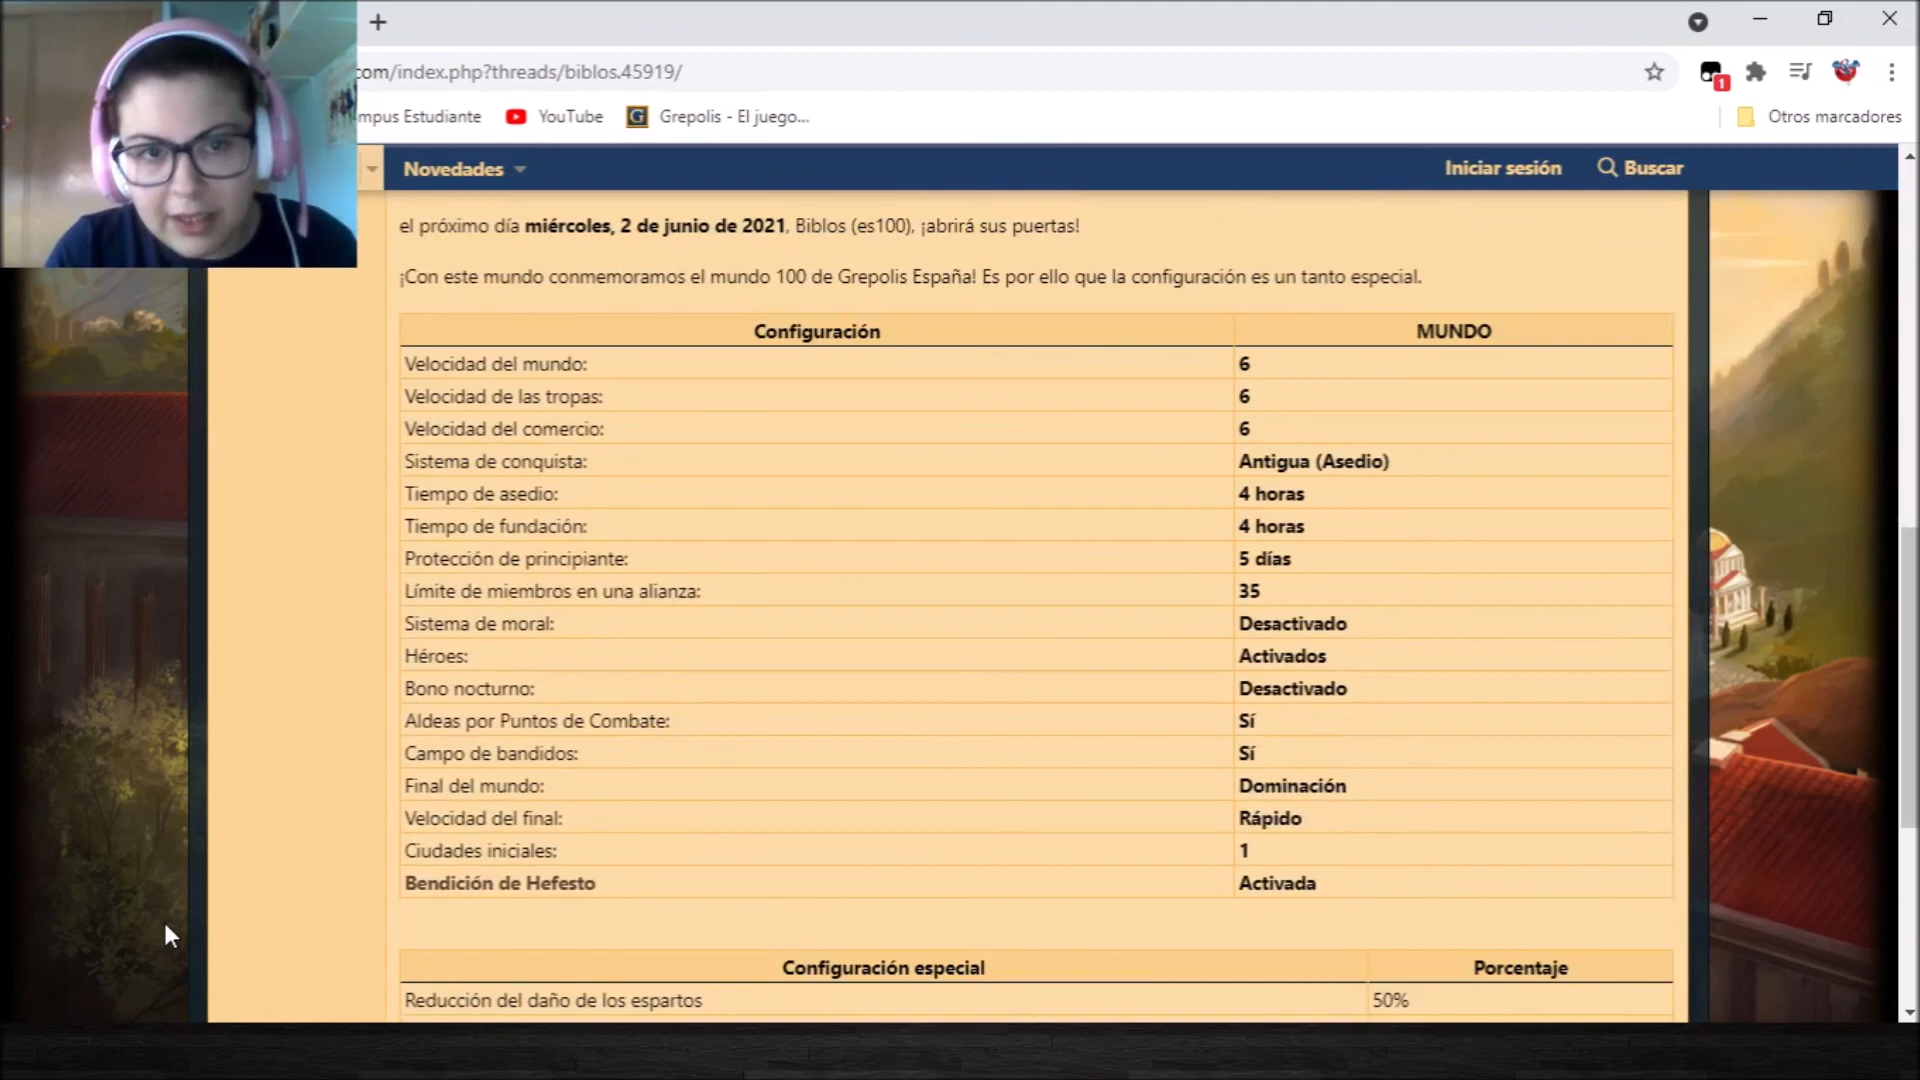 com/index.php?threads/biblos.45919/
1
mpus Estudiante
YouTube
G
Grepolis - El juego...
Otros marcadores
Novedades
Iniciar sesión
Buscar
el próximo día miércoles, 2 de junio de 2021, Biblos (es100), ¡abrirá sus puertas!
¡Con este mundo conmemoramos el mundo 100 de Grepolis España! Es por ello que la configuración es un tanto especial.
Configuración MUNDO
Velocidad del mundo: 6
Velocidad de las tropas: 6
Velocidad del comercio: 6
Sistema de conquista: Antigua (Asedio)
Tiempo de asedio: 4 horas
Tiempo de fundación: 4 horas
Protección de principiante: 5 días
Límite de miembros en una alianza: 35
Sistema de moral: Desactivado
Héroes: Activados
Bono nocturno: Desactivado
Aldeas por Puntos de Combate: Sí
Campo de bandidos: Sí
Final del mundo: Dominación
Velocidad del final: Rápido
Ciudades iniciales: 1
Bendición de Hefesto Activada
Configuración especial Porcentaje
Reducción del daño de los espartos 50%